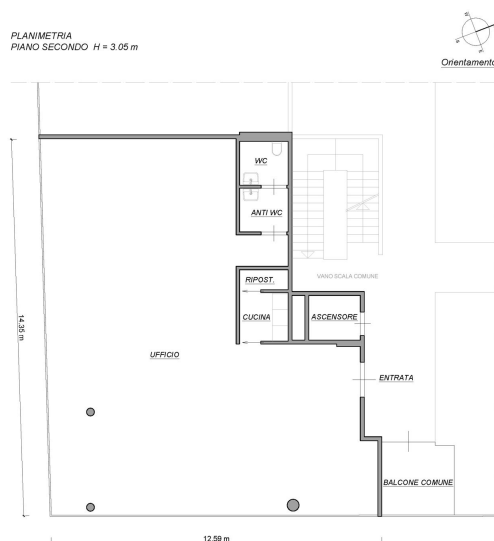 PLANIMETRIA
PIANO SECONDO H = 3.05 m
Orientamento
WC
ANTI WC
VANO SCALA COMUNE
RIPOST.
CUCINA
ASCENSORE
14.35 m
UFFICIO
ENTRATA
BALCONE COMUNE
12.59 m